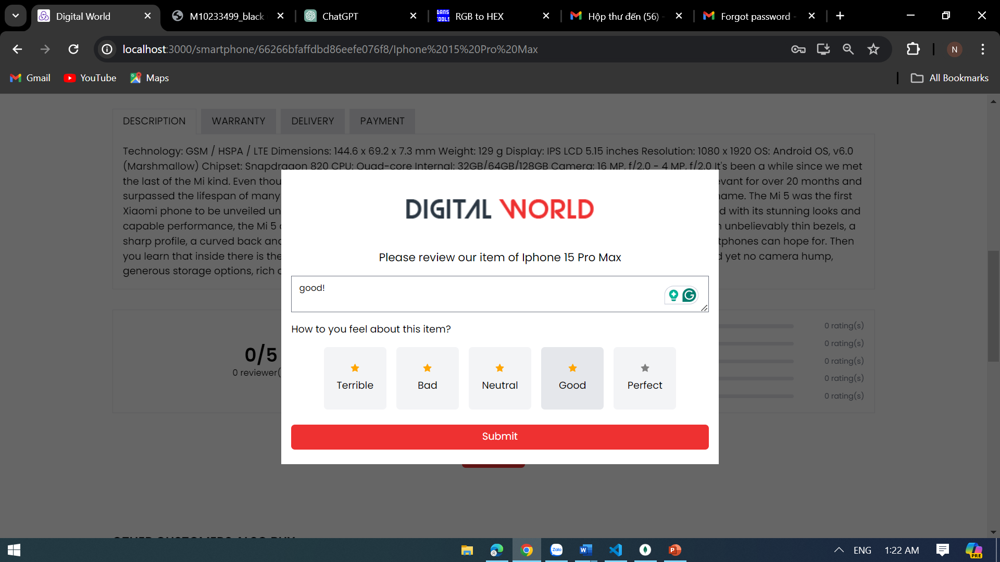 Digital World
M10233499_black
ChatGPT
DANS TOOLS
RGB to HEX
Hộp thư đến (56) -
Forgot password -
localhost:3000/smartphone/66266bfaffdbd86eefe076f8/Iphone%2015%20Pro%20Max
N
Gmail
YouTube
Maps
All Bookmarks
DESCRIPTION
WARRANTY
DELIVERY
PAYMENT
Technology: GSM / HSPA / LTE Dimensions: 144.6 x 69.2 x 7.3 mm Weight: 129 g Display: IPS LCD 5.15 inches Resolution: 1080 x 1920 OS: Android OS, v6.0
(Marshmallow) Chipset: Snapdragon 820 CPU: Quad-core Internal: 32GB/64GB/128GB Camera: 16 MP, f/2.0 - 4 MP, f/2.0 It's been a while since we met
the last of the Mi kind. Even thou
evant for over 20 months and
surpassed the lifespan of many
name. The Mi 5 was the first
Xiaomi phone to be unveiled un
d with its stunning looks and
capable performance, the Mi 5
unbelievably thin bezels, a
sharp profile, a curved back and
tphones can hope for. Then
you learn that inside there is the
d yet no camera hump,
generous storage options, rich
DIGITAL WORLD
Please review our item of Iphone 15 Pro Max
good!
How to you feel about this item?
Terrible
Bad
Neutral
Good
Perfect
Submit
0/5
0 reviewer(
0 rating(s)
0 rating(s)
0 rating(s)
0 rating(s)
0 rating(s)
OTHER CUSTOMERS ALSO BUY
Zalo
W
P
ENG
1:22 AM
PRE